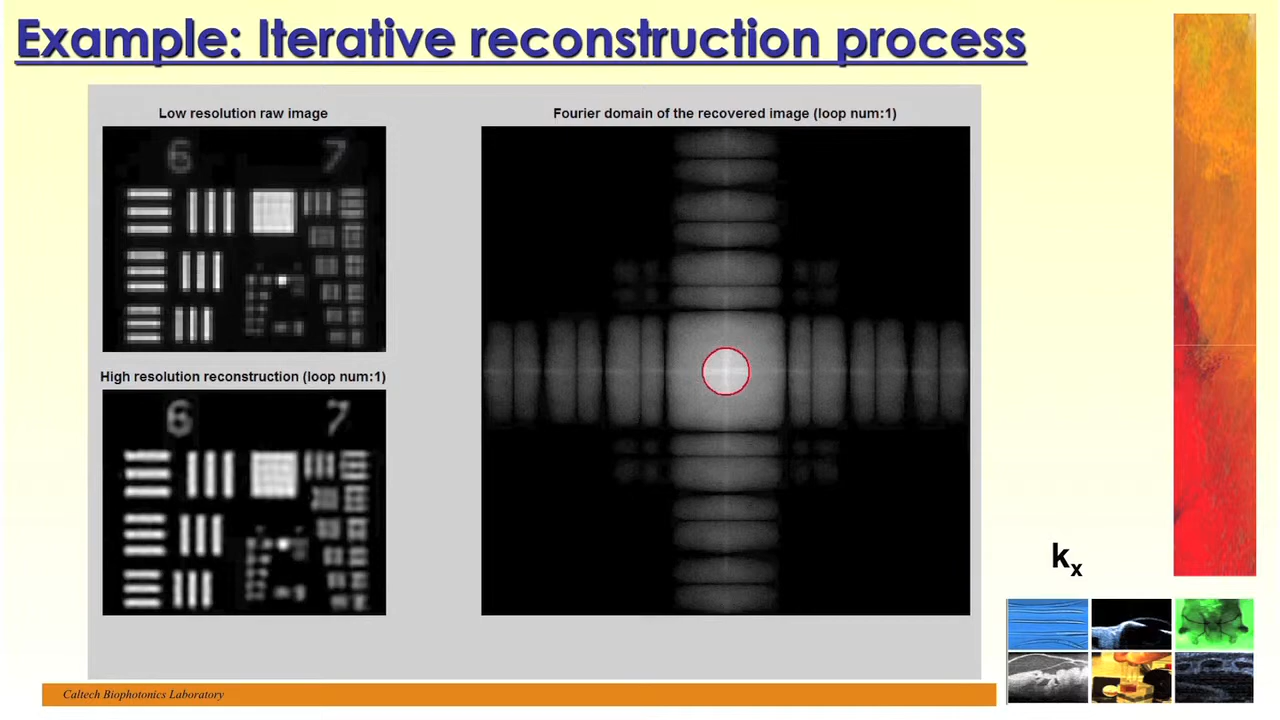 Example: Iterative reconstruction process
Low resolution raw image
6 7
High resolution reconstruction (loop num:1)
6 7
Fourier domain of the recovered image (loop num:1)
kx
Caltech Biophotonics Laboratory